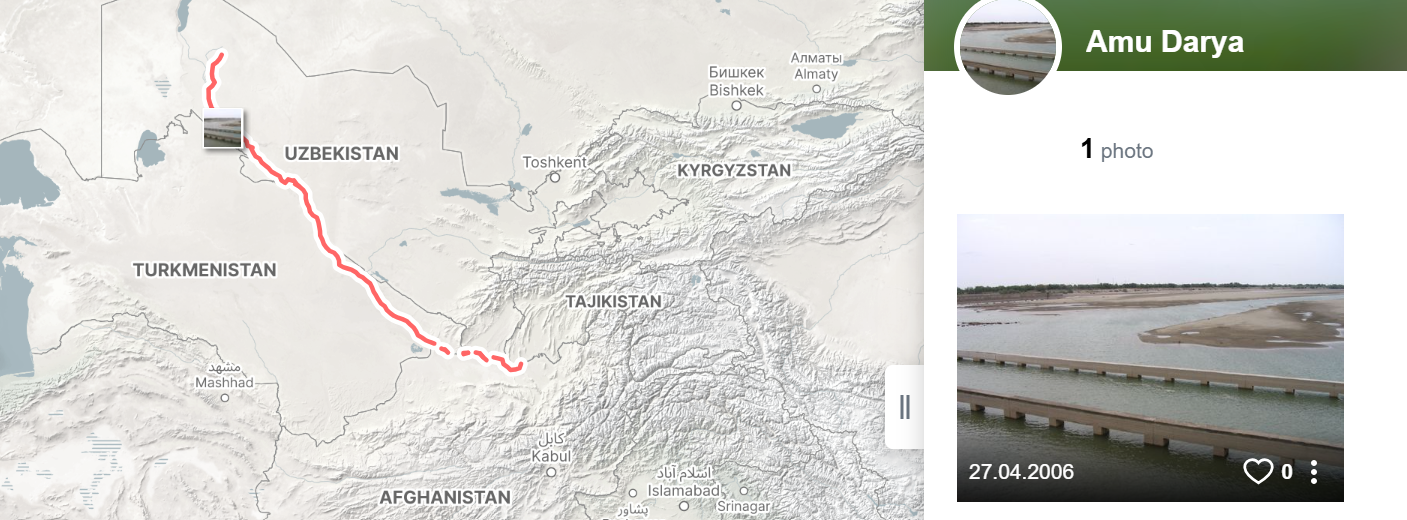 Бишкек
Bishkek
Алматы
Almaty
UZBEKISTAN
Toshkent
KYRGYZSTAN
TURKMENISTAN
TAJIKISTAN
مشهد
Mashhad
کابل
Kabul
AFGHANISTAN
اسلام آباد
Islamabad
Srinagar
پشاور
Amu Darya
1 photo
27.04.2006
0